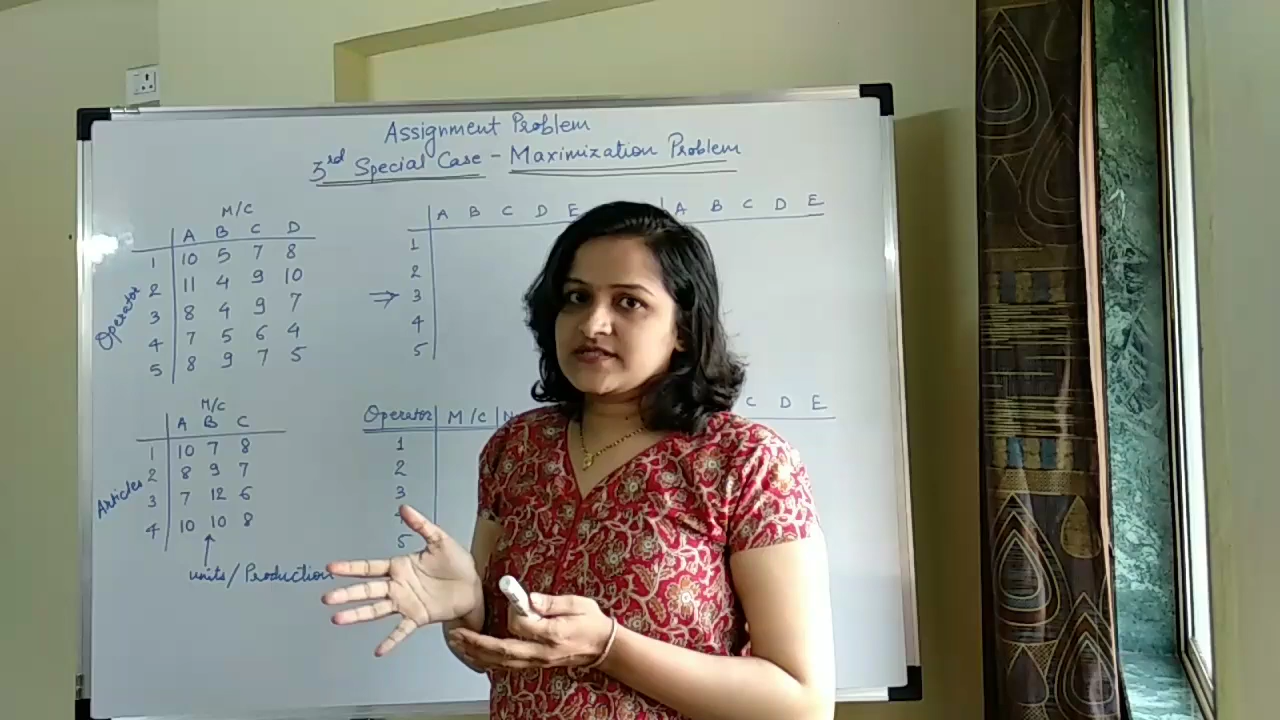 Assignment Problem
3rd Special Case - Maximization Problem
M/C
A B C D
1 10 5 7 8
2 11 4 9 10
3 8 4 9 7
4 7 5 6 4
5 8 9 7 5
Operator
M/C
A B C
1 10 7 8
2 8 9 7
3 7 12 6
4 10 10 8
Articles
units/Production
A B C D E
1
2
⇒ 3
4
5
A B C D E
Operator M/C
1
2
3
5
C D E